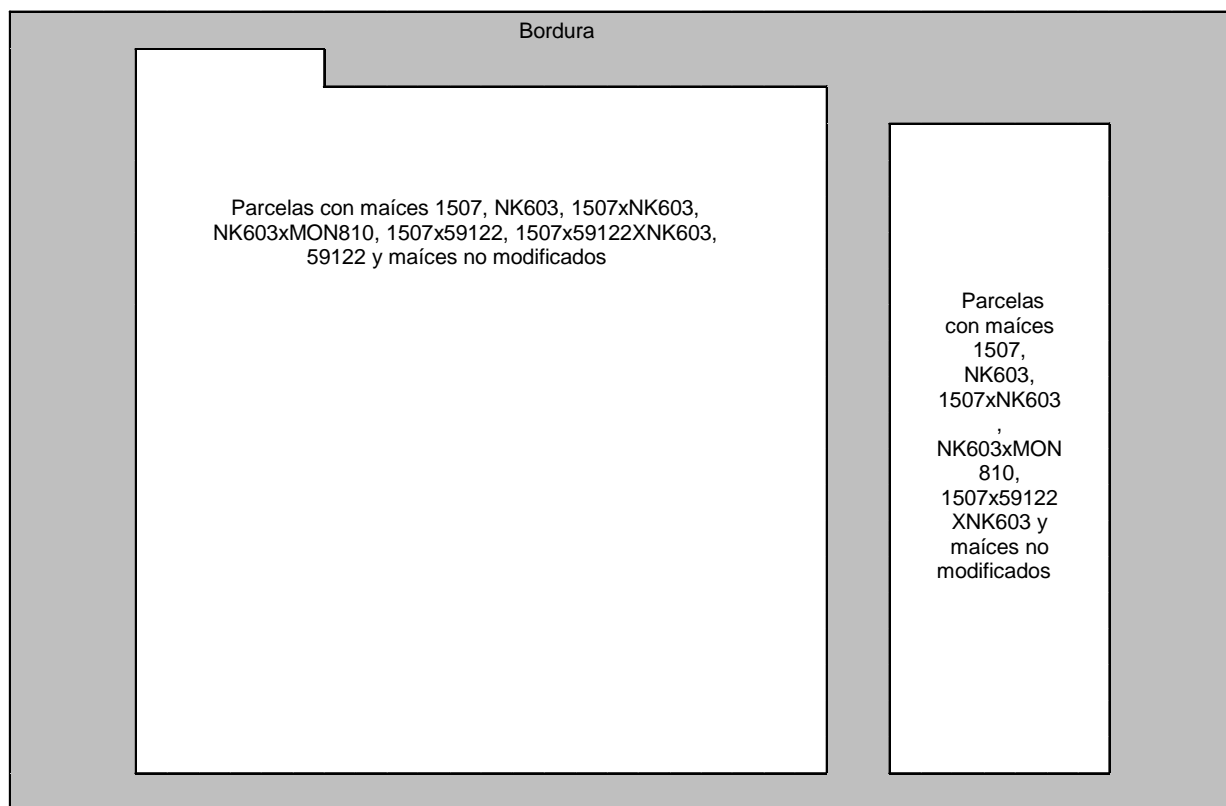 Bordura
Parcelas con maíces 1507, NK603, 1507xNK603,
NK603xMON810, 1507x59122, 1507x59122XNK603,
59122 y maíces no modificados
Parcelas
con maíces
1507,
NK603,
1507xNK603
,
NK603xMON
810,
1507x59122
XNK603 y
maíces no
modificados